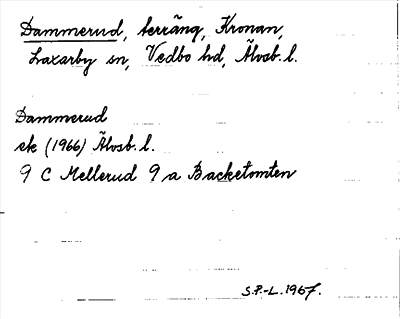 Dammerud, terräng, Kronan,
Laxarby sn, Vedbo hd, Älvsb. l.
Dammerud
ek (1966) Älvsb. l.
9 C Mellerud 9 a Backetomten
S.P.-L. 1967.